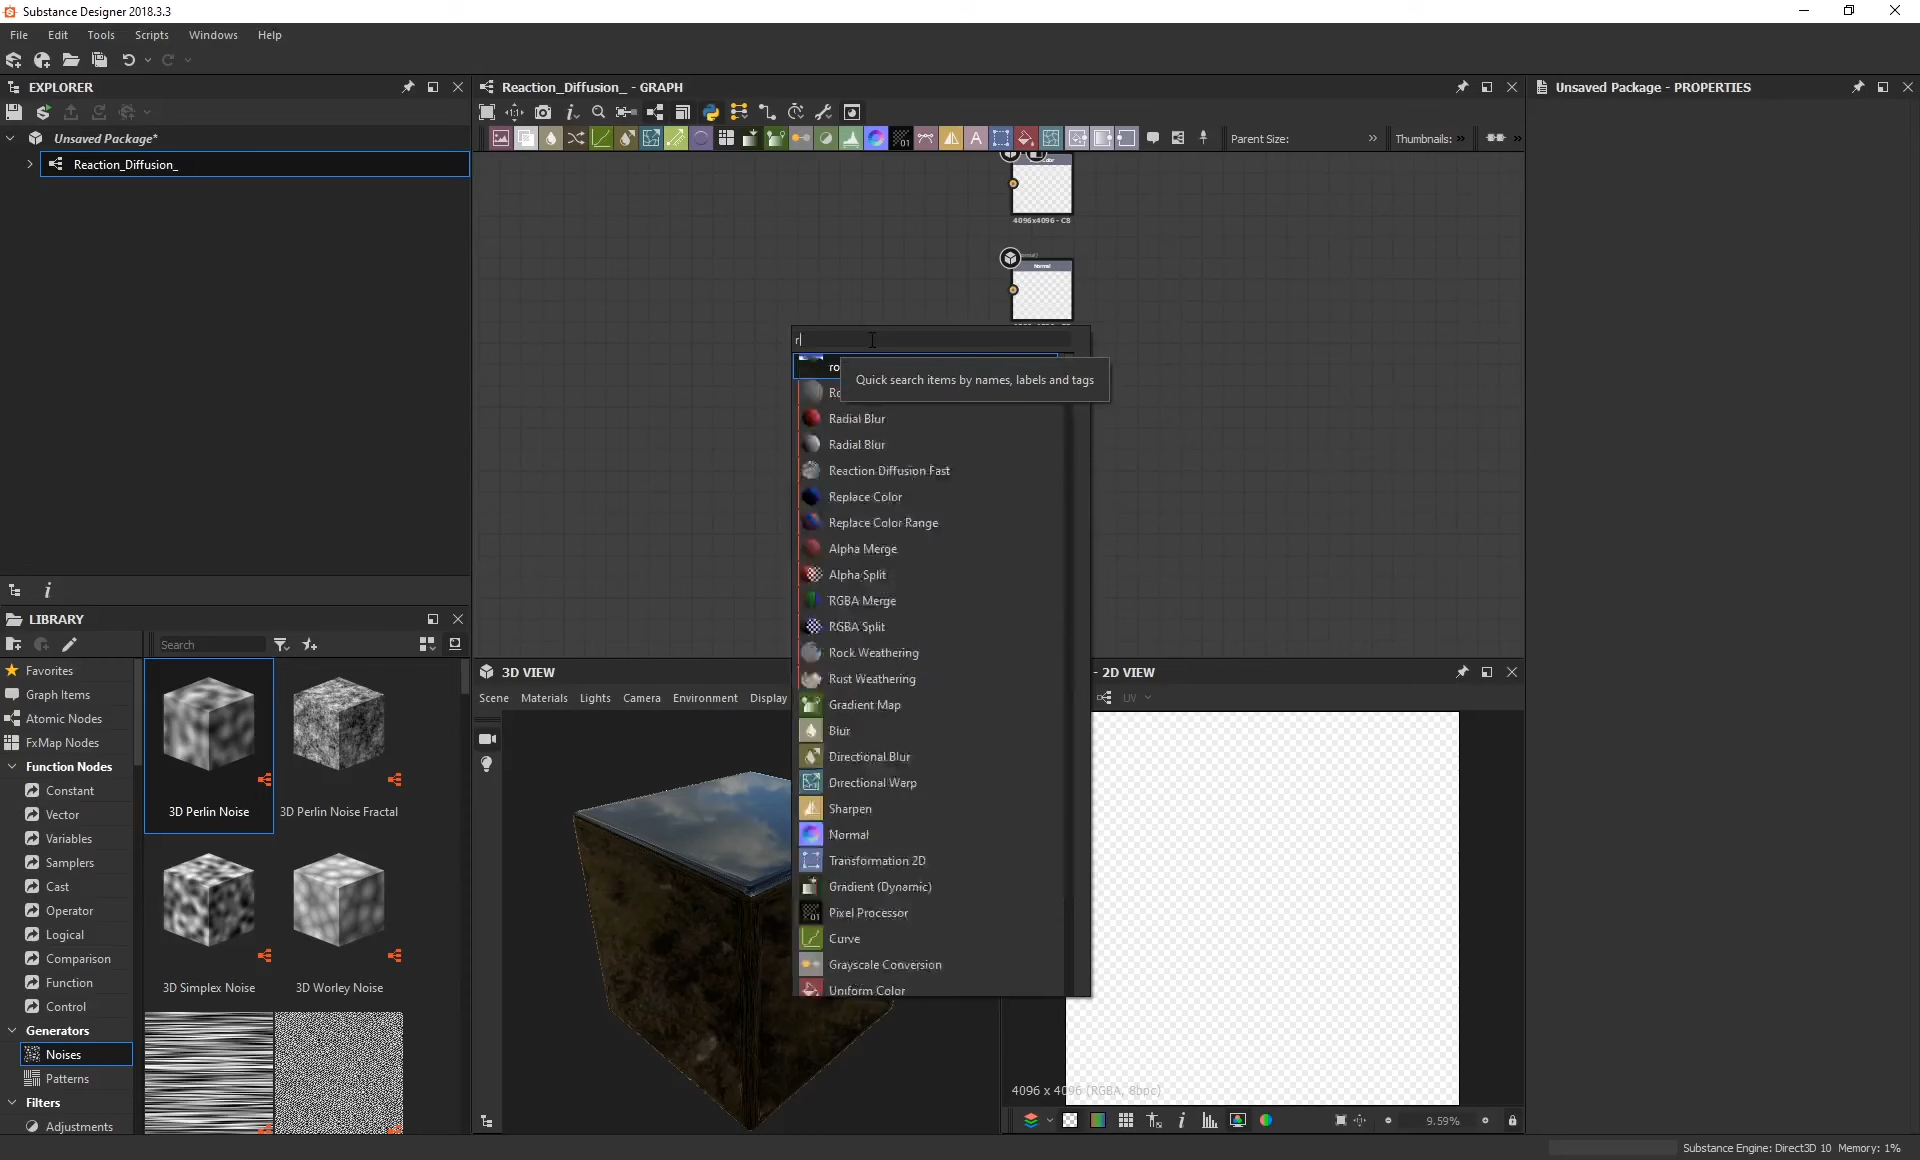 Substance Designer 2018.3.3
File Edit Tools Scripts Windows Help
EXPLORER
Unsaved Package*
Reaction_Diffusion_
LIBRARY
Search
Favorites
Graph Items
Atomic Nodes
FxMap Nodes
Function Nodes
Constant
Vector
Variables
Samplers
Cast
Operator
Logical
Comparison
Function
Control
Generators
Noises
Patterns
Filters
Adjustments
3D Perlin Noise
3D Perlin Noise Fractal
3D Simplex Noise
3D Worley Noise
Reaction_Diffusion_ - GRAPH
Parent Size:
Thumbnails:
4096x4096 - C8
Normal
r
Quick search items by names, labels and tags
Radial Blur
Radial Blur
Reaction Diffusion Fast
Replace Color
Replace Color Range
Alpha Merge
Alpha Split
RGBA Merge
RGBA Split
Rock Weathering
Rust Weathering
Gradient Map
Blur
Directional Blur
Directional Warp
Sharpen
Normal
Transformation 2D
Gradient (Dynamic)
Pixel Processor
Curve
Grayscale Conversion
Uniform Color
3D VIEW
Scene Materials Lights Camera Environment Display
- 2D VIEW
UV
4096 x 4096 (RGBA, 8bpc)
9.59%
Unsaved Package - PROPERTIES
Substance Engine: Direct3D 10 Memory: 1%